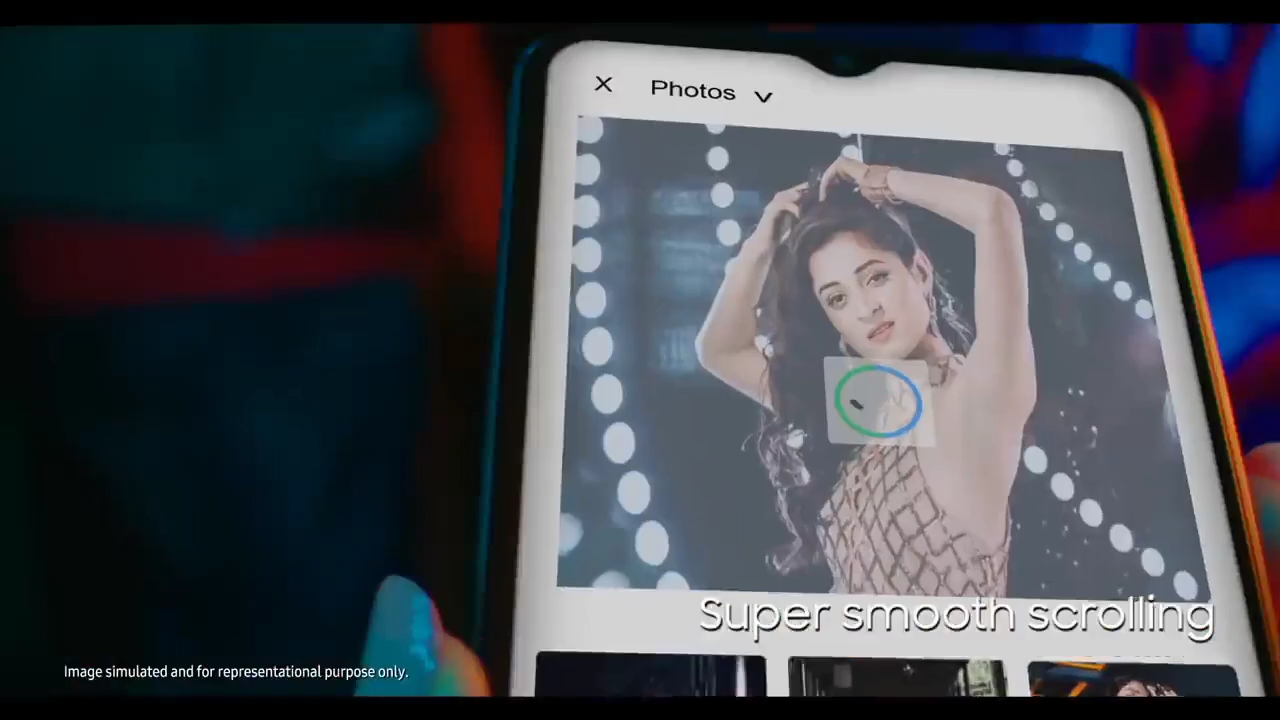 Photos
Super smooth scrolling
Image simulated and for representational purpose only.